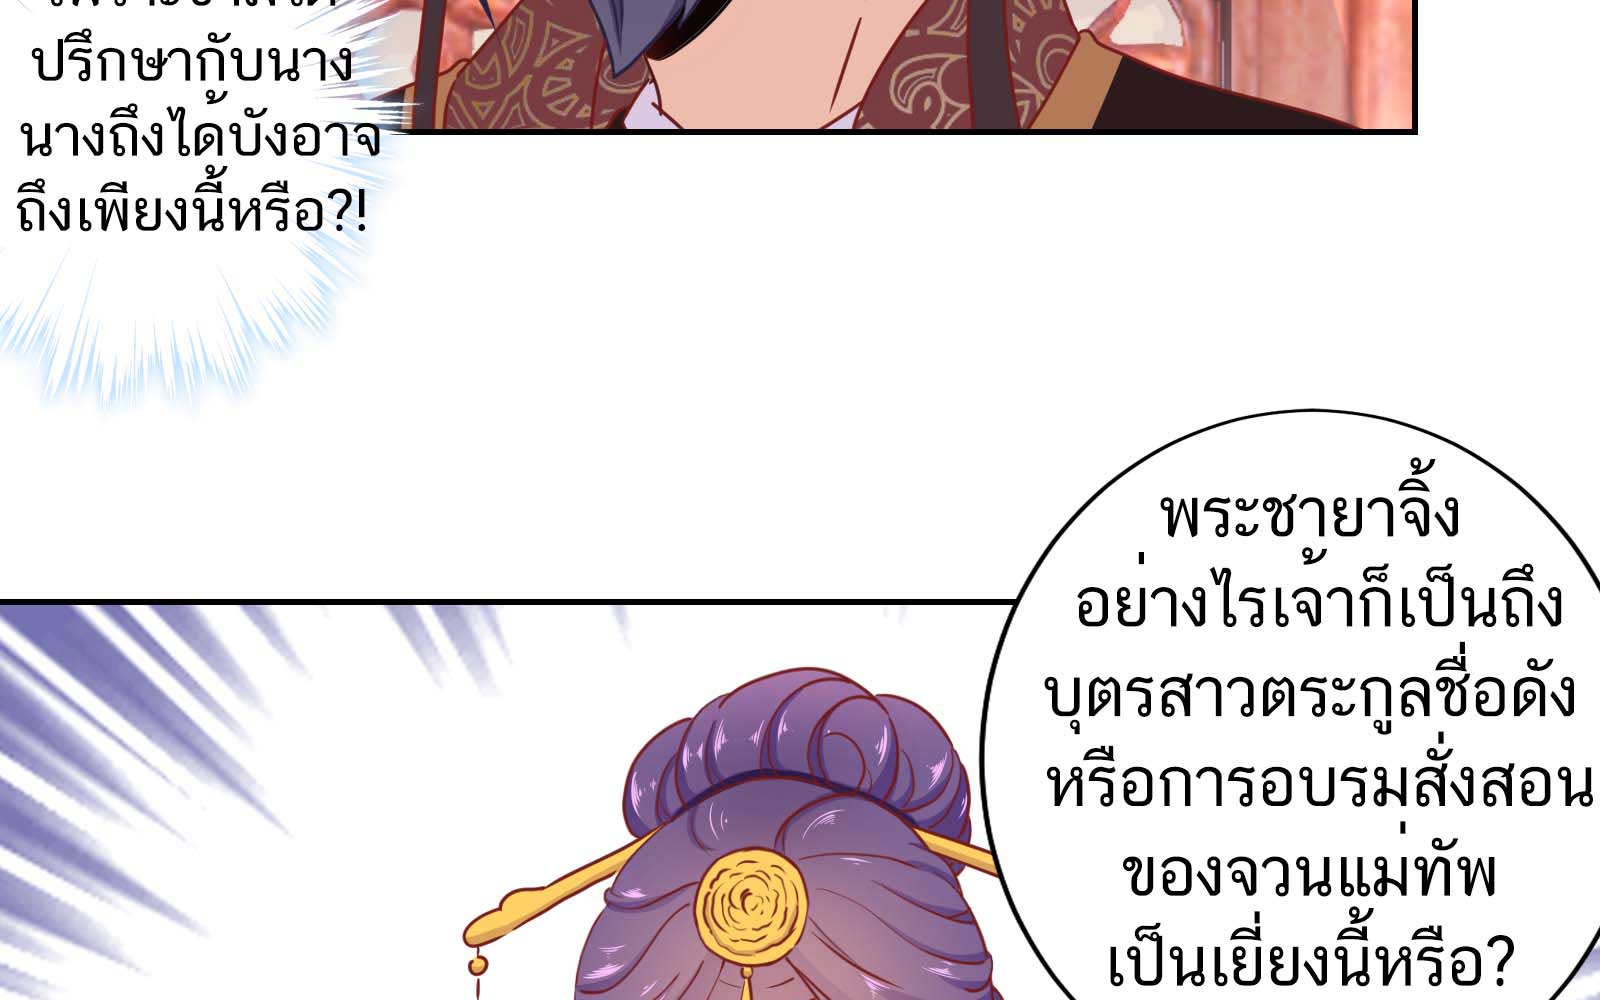 ปรึกษากับนาง
นางถึงได้บังอาจ
ถึงเพียงนี้หรือ?!
พระชายาจิ้ง
อย่างไรเจ้าก็เป็นถึง
บุตรสาวตระกูลชื่อดัง
หรือการอบรมสั่งสอน
ของจวนแม่ทัพ
เป็นเยี่ยงนี้หรือ?